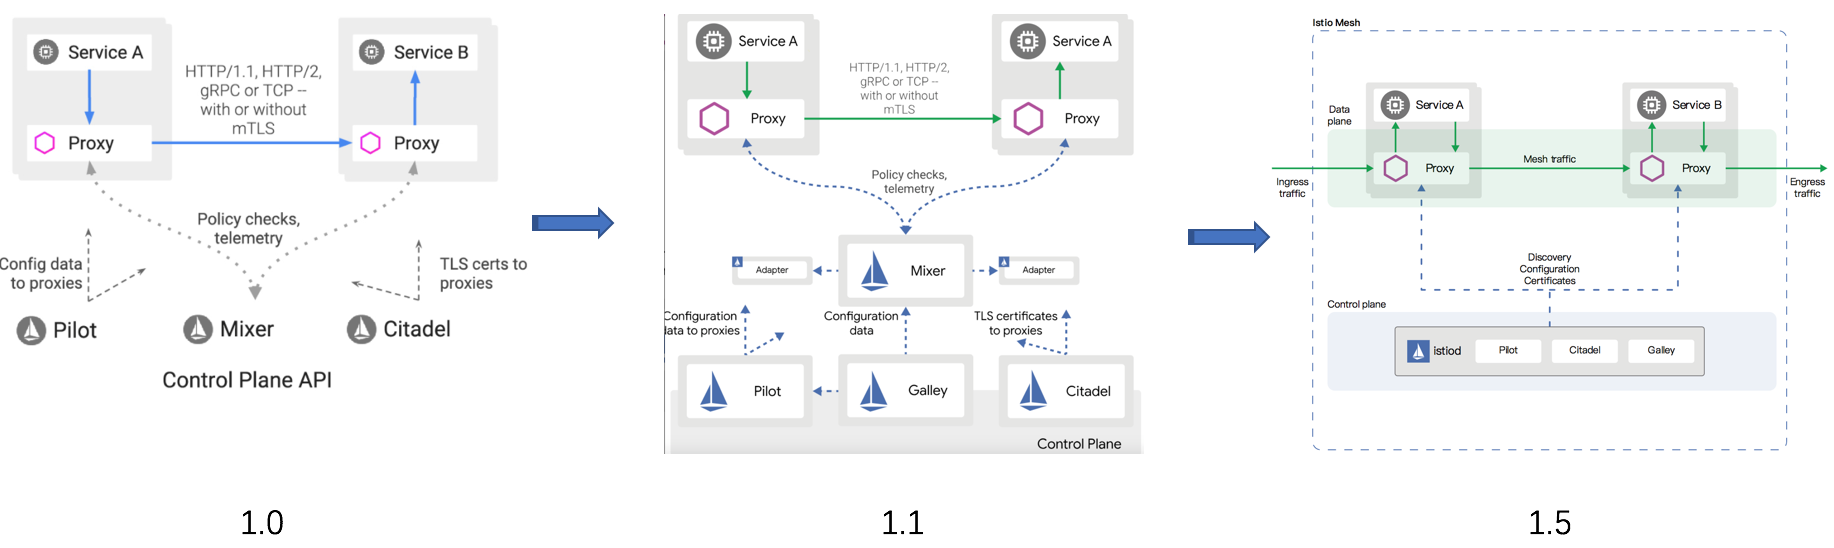 Service A
Service B
HTTP/1.1, HTTP/2,
gRPC or TCP --
with or without
mTLS
Proxy
Proxy
Policy checks,
telemetry
Config data
to proxies
TLS certs to
proxies
Pilot
Mixer
Citadel
Control Plane API
1.0
Service A
Service A
HTTP/1.1, HTTP/2,
gRPC or TCP --
with or without
mTLS
Proxy
Proxy
Policy checks,
telemetry
Adapter
Mixer
Adapter
Configuration
data to proxies
Configuration
data
TLS certificates
to proxies
Pilot
Galley
Citadel
Control Plane
1.1
Istio Mesh
Service A
Service B
Data
plane
Proxy
Mesh traffic
Proxy
Ingress
traffic
Engress
traffic
Discovery
Configuration
Certificates
Control plane
istiod
Pilot
Citadel
Galley
1.5